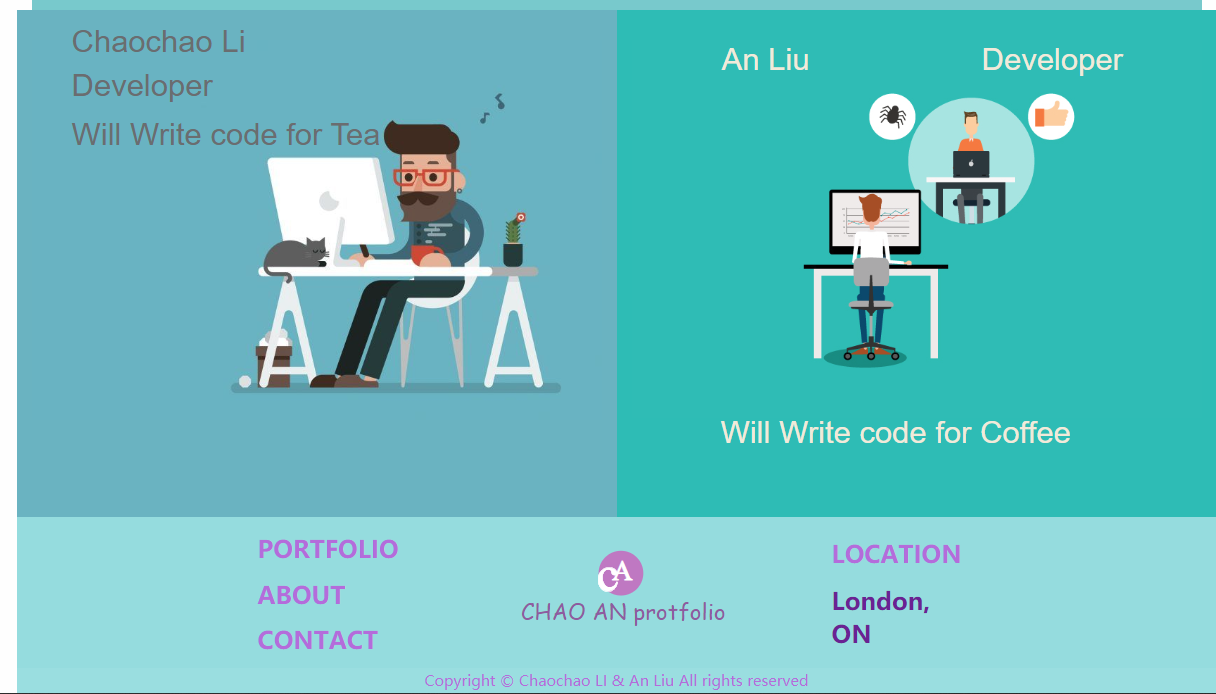 Chaochao Li
Developer
Will Write code for Tea
An Liu
Developer
Will Write code for Coffee
PORTFOLIO
ABOUT
CONTACT
CA
CHAO AN protfolio
LOCATION
London,
ON
Copyright © Chaochao LI & An Liu All rights reserved